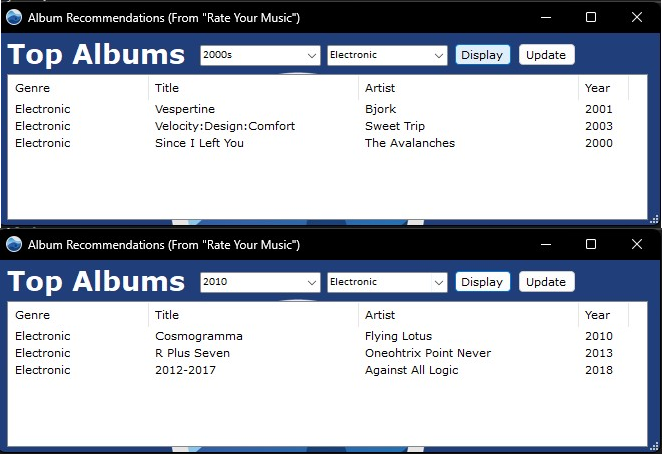 Album Recommendations (From "Rate Your Music")
Top Albums 2000s Electronic Display Update
Genre Title Artist Year
Electronic Vespertine Bjork 2001
Electronic Velocity:Design:Comfort Sweet Trip 2003
Electronic Since I Left You The Avalanches 2000
Album Recommendations (From "Rate Your Music")
Top Albums 2010 Electronic Display Update
Genre Title Artist Year
Electronic Cosmogramma Flying Lotus 2010
Electronic R Plus Seven Oneohtrix Point Never 2013
Electronic 2012-2017 Against All Logic 2018